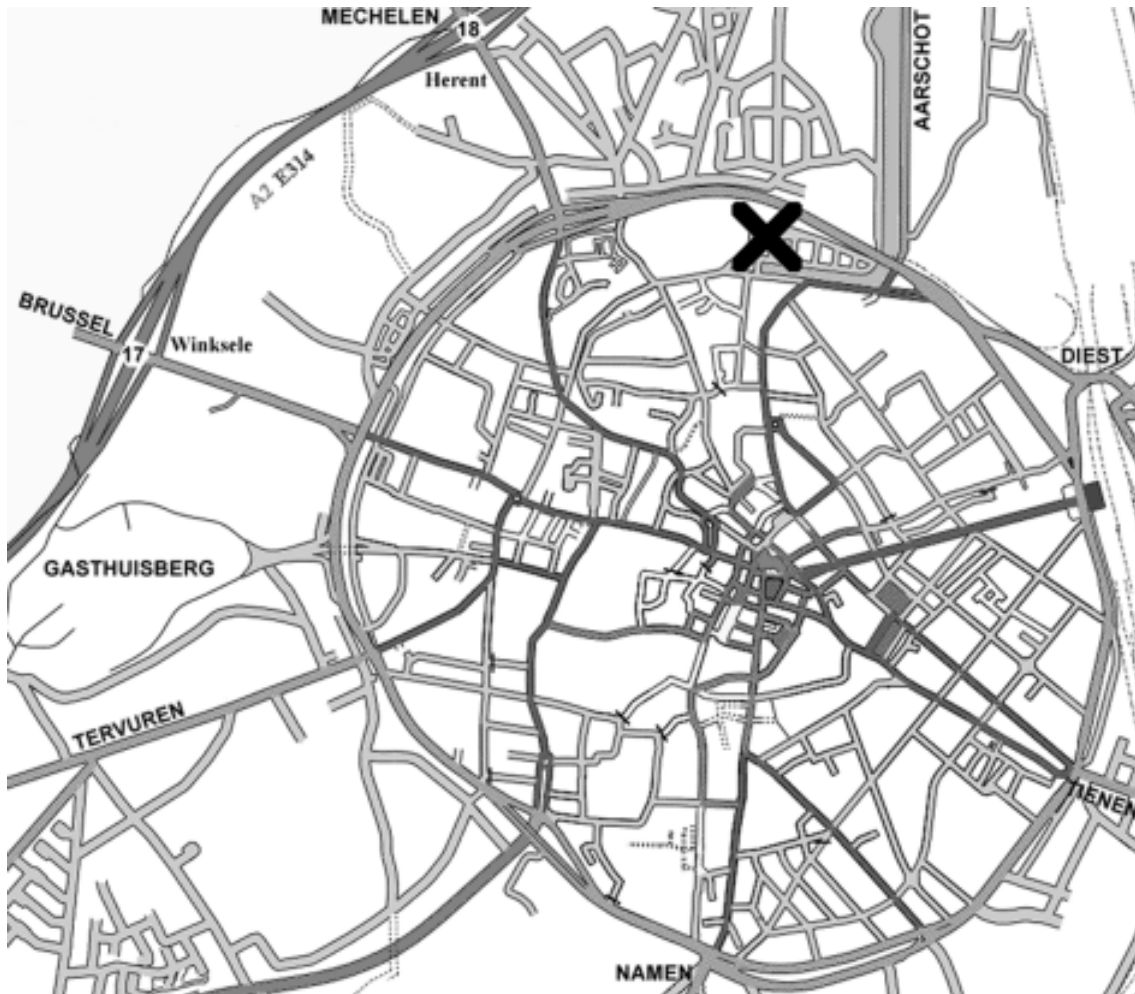 MECHELEN
18
Herent
AARSCHOT
A2 E314
BRUSSEL
17
Winksele
DIEST
GASTHUISBERG
TERVUREN
TIENEN
NAMEN